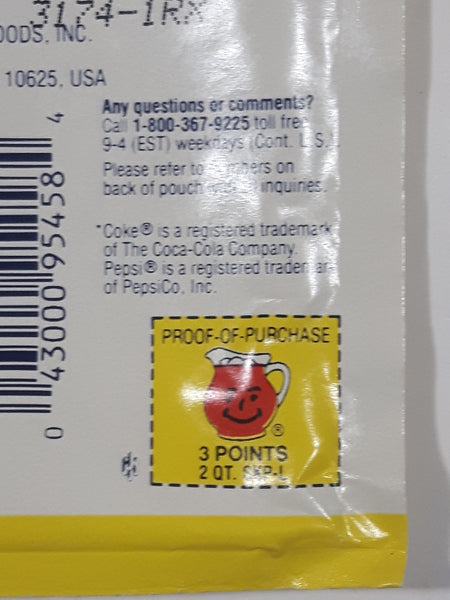 3174-1RX
OODS, INC.
10625, USA
Any questions or comments?
Call 1-800-367-9225 toll free
9-4 (EST) weekdays (Cont. U.S.).
Please refer to numbers on
back of pouch inquiries.
*Coke® is a registered trademark
of The Coca-Cola Company.
Pepsi® is a registered trademark
of PepsiCo, Inc.
0 43000 95458 4
PROOF-OF-PURCHASE
®
3 POINTS
2 QT. SXP-L
Hi